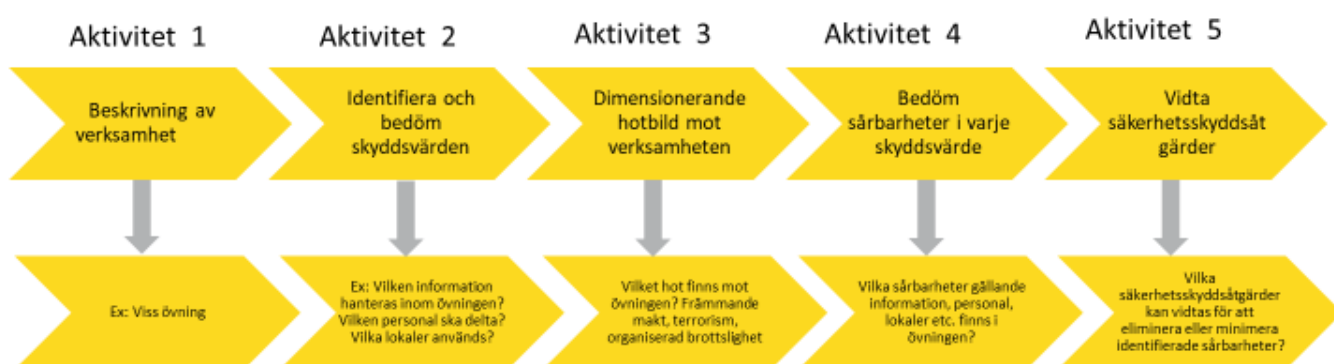 Aktivitet 1
Aktivitet 2
Aktivitet 3
Aktivitet 4
Aktivitet 5
Beskrivning av
verksamhet
Identifiera och
bedöm
skyddsvärden
Dimensionerande
hotbild mot
verksamheten
Bedöm
sårbarheter i varje
skyddsvärde
Vidta
säkerhetsskyddsåt
gärder
Ex: Viss övning
Ex: Vilken information
hanteras inom övningen?
Vilken personal ska delta?
Vilka lokaler används?
Vilket hot finns mot
övningen? Främmande
makt, terrorism,
organiserad brottslighet
Vilka sårbarheter gällande
information, personal,
lokaler etc. finns i
övningen?
Vilka
säkerhetsskyddsåtgärder
kan vidtas för att
eliminera eller minimera
identifierade sårbarheter?